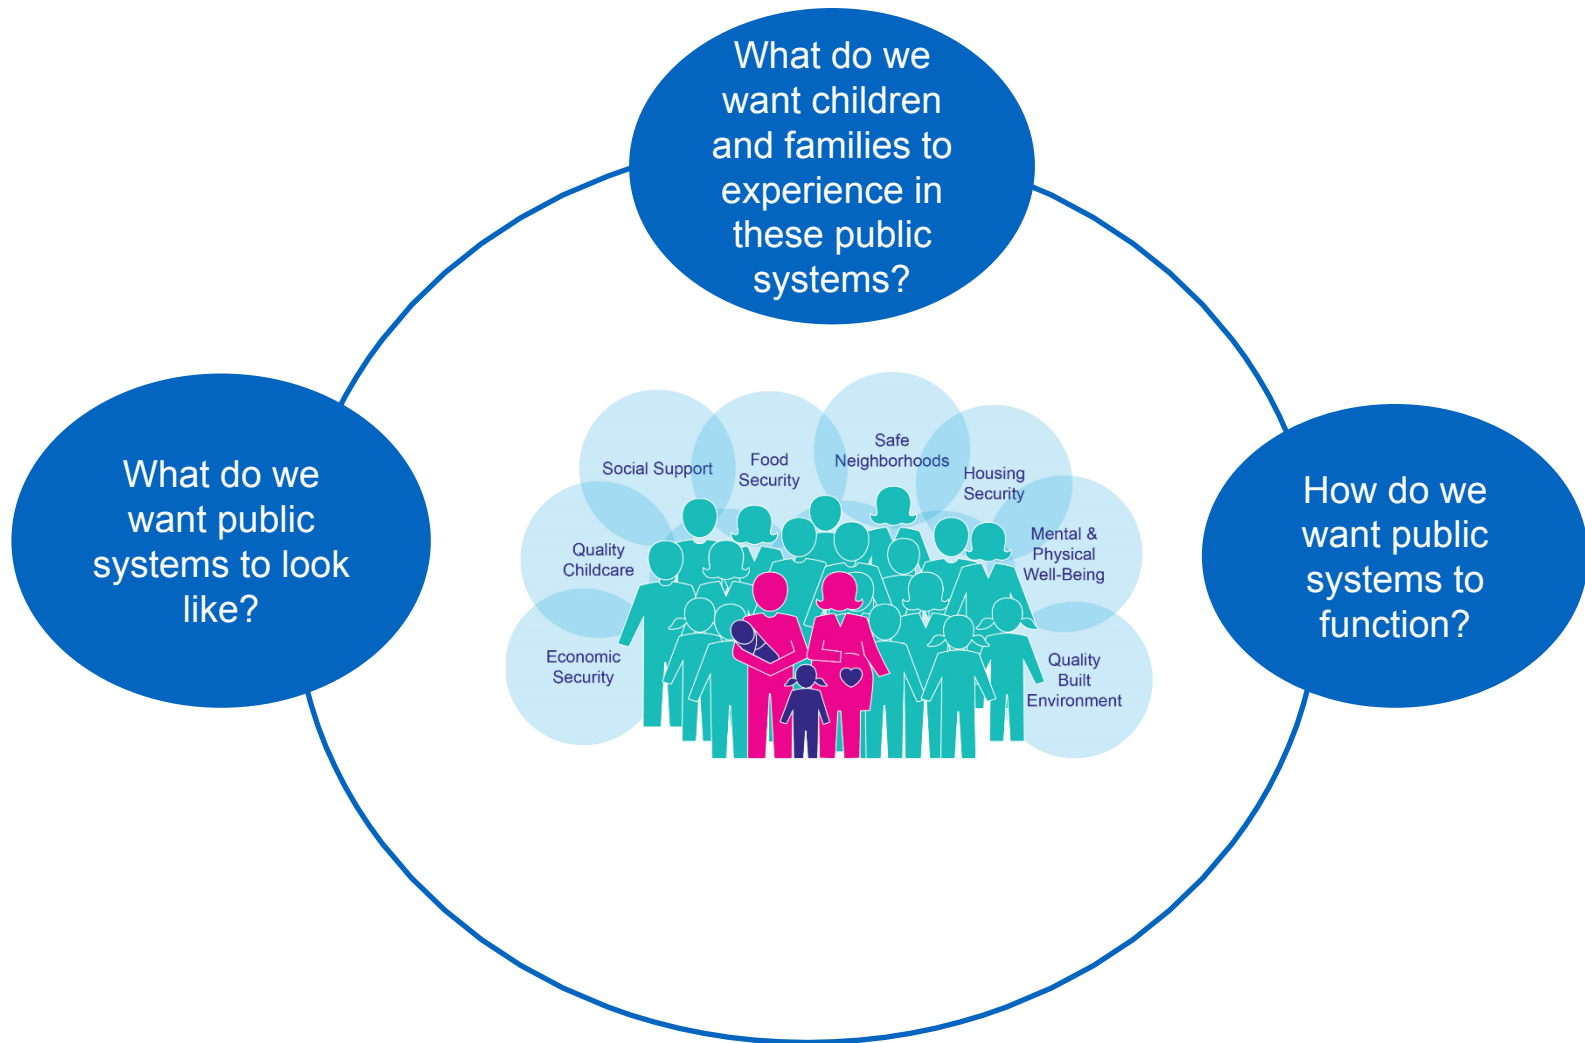 What do we
want children
and families to
experience in
these public
systems?
What do we
want public
systems to look
like?
How do we
want public
systems to
function?
Social Support
Food
Security
Safe
Neighborhoods
Housing
Security
Quality
Childcare
Mental &
Physical
Well-Being
Economic
Security
Quality
Built
Environment